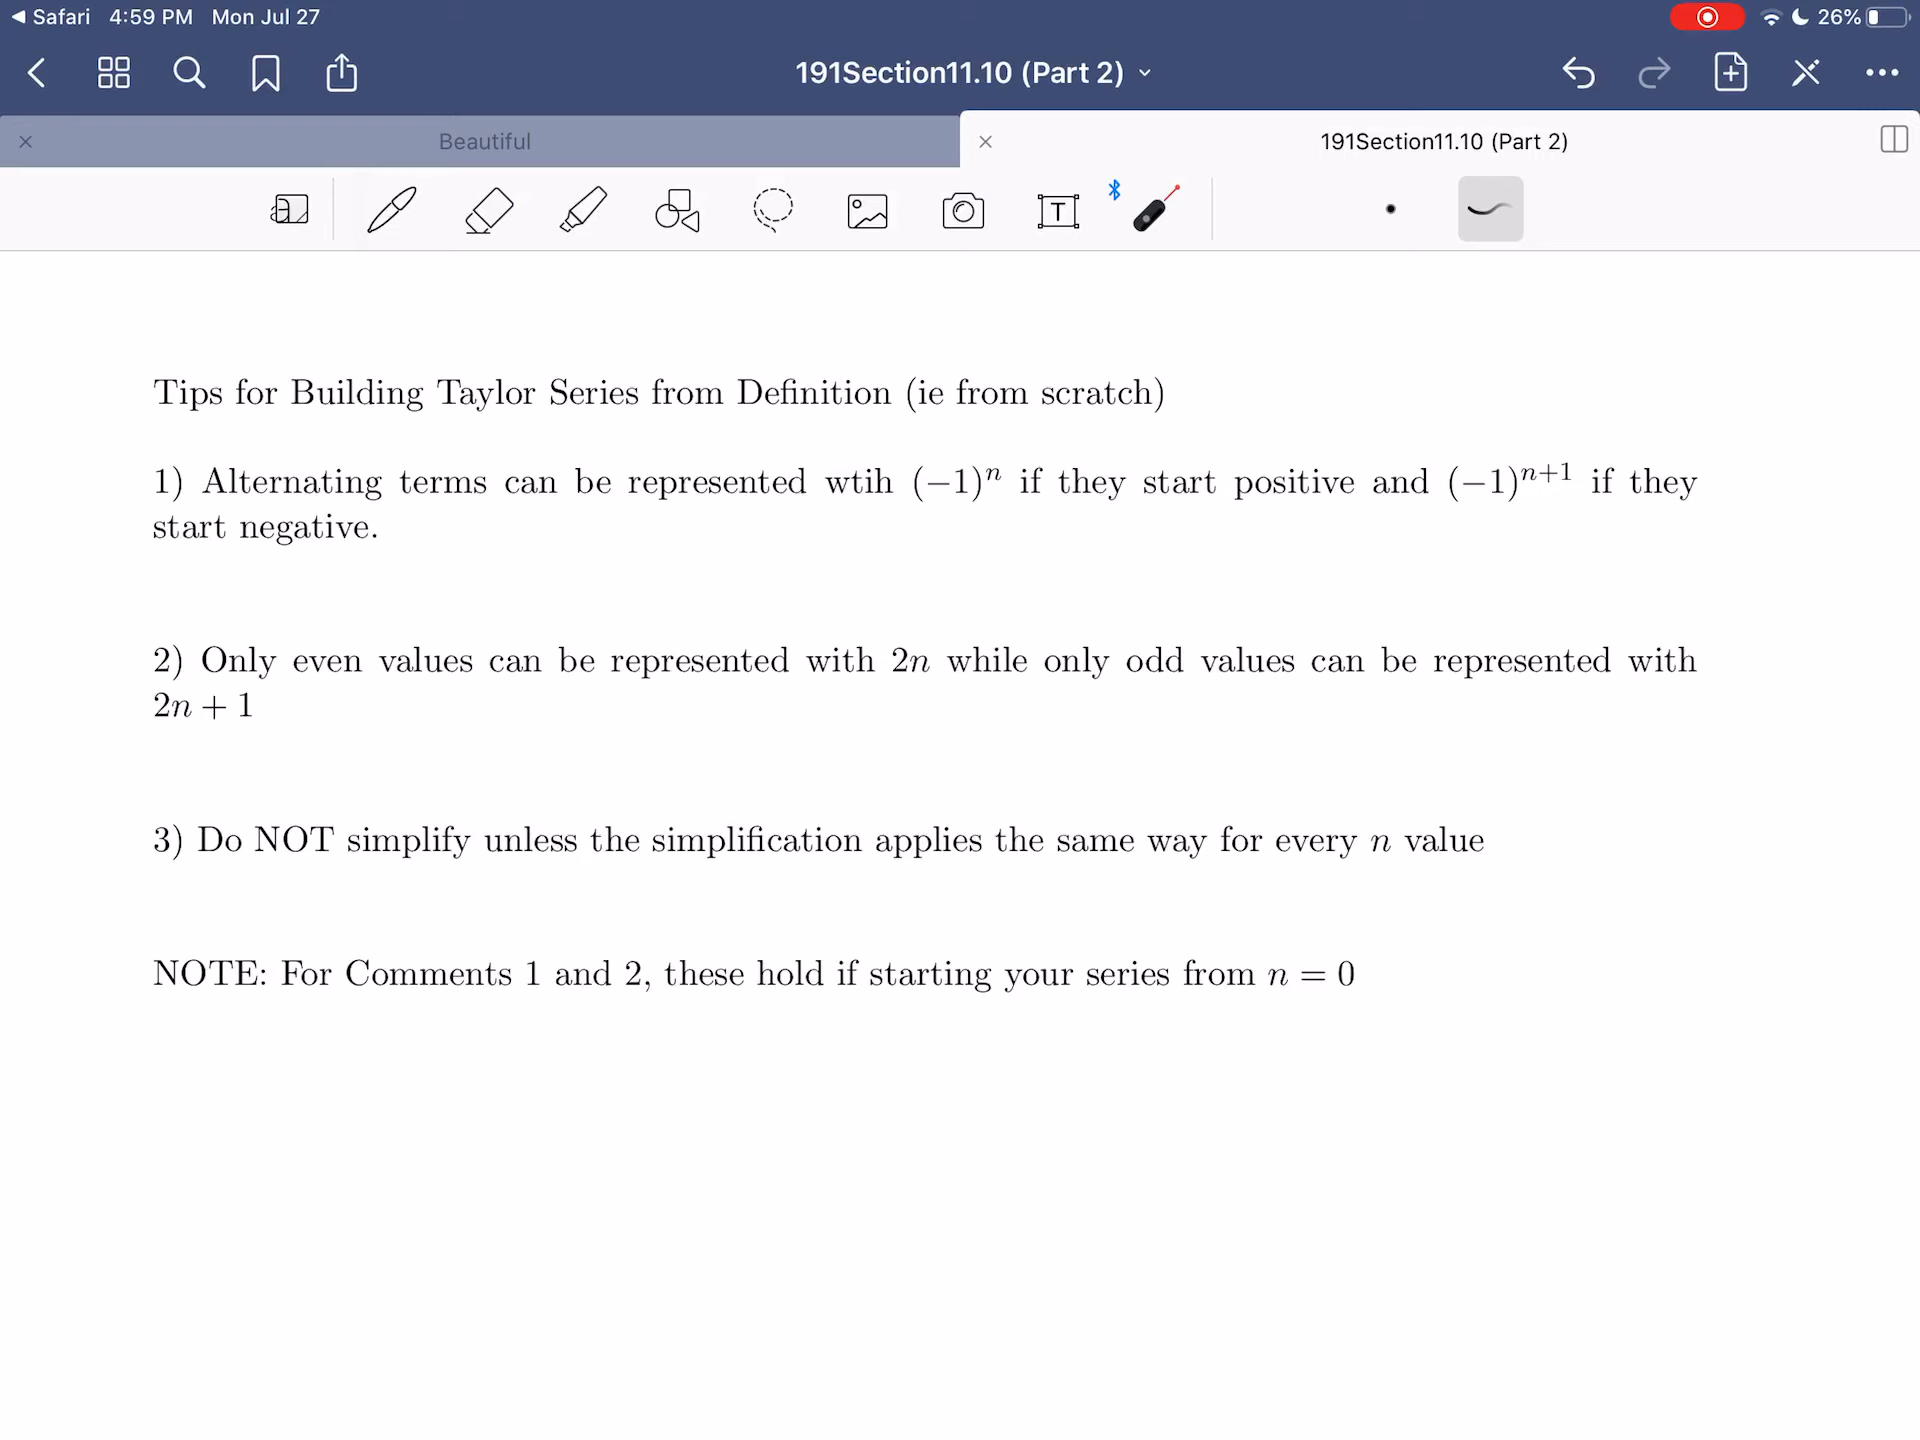 ◀ Safari 4:59 PM Mon Jul 27 26%
191Section11.10 (Part 2)
Beautiful 191Section11.10 (Part 2)
a T
Tips for Building Taylor Series from Definition (ie from scratch)
1) Alternating terms can be represented wtih $(-1)^n$ if they start positive and $(-1)^{n+1}$ if they
start negative.
2) Only even values can be represented with $2n$ while only odd values can be represented with
$2n + 1$
3) Do NOT simplify unless the simplification applies the same way for every $n$ value
NOTE: For Comments 1 and 2, these hold if starting your series from $n = 0$